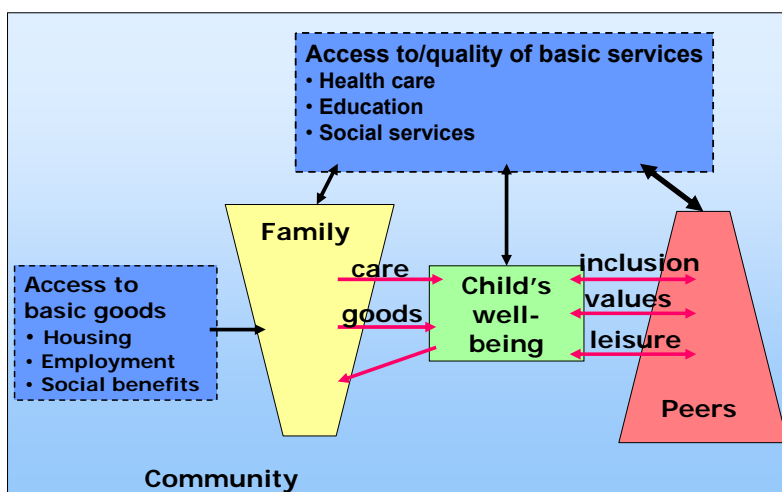 Access to/quality of basic services
• Health care
• Education
• Social services
Family
Access to
basic goods
• Housing
• Employment
• Social benefits
care
goods
Child's
well-
being
inclusion
values
leisure
Peers
Community